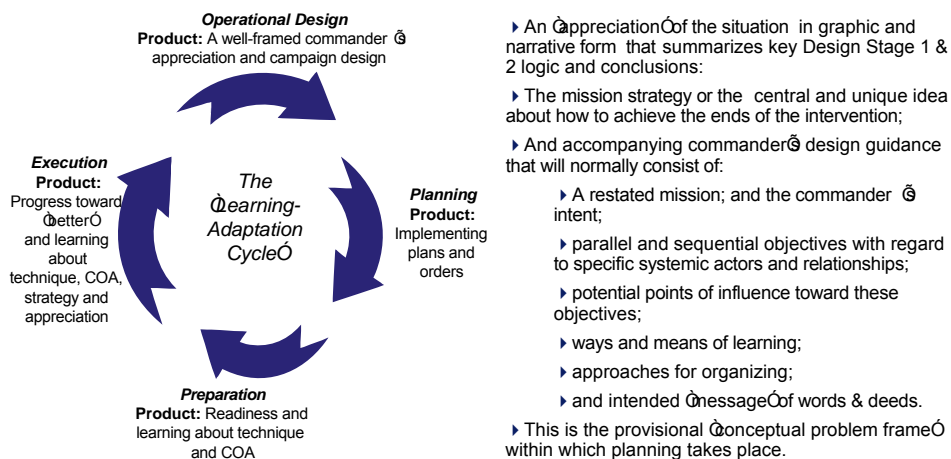 Operational Design
Product: A well-framed commander Õs
appreciation and campaign design
Execution
Product:
Progress toward
ÒbetterÓ
and learning
about
technique, COA,
strategy and
appreciation
The
ÒLearning-
Adaptation
CycleÓ
Planning
Product:
Implementing
plans and
orders
Preparation
Product: Readiness and
learning about technique
and COA
An ÒappreciationÓ of the situation in graphic and
narrative form that summarizes key Design Stage 1 &
2 logic and conclusions:
The mission strategy or the central and unique idea
about how to achieve the ends of the intervention;
And accompanying commanderÕs design guidance
that will normally consist of:
A restated mission; and the commander Õs
intent;
parallel and sequential objectives with regard
to specific systemic actors and relationships;
potential points of influence toward these
objectives;
ways and means of learning;
approaches for organizing;
and intended ÒmessageÓ of words & deeds.
This is the provisional Òconceptual problem frameÓ
within which planning takes place.